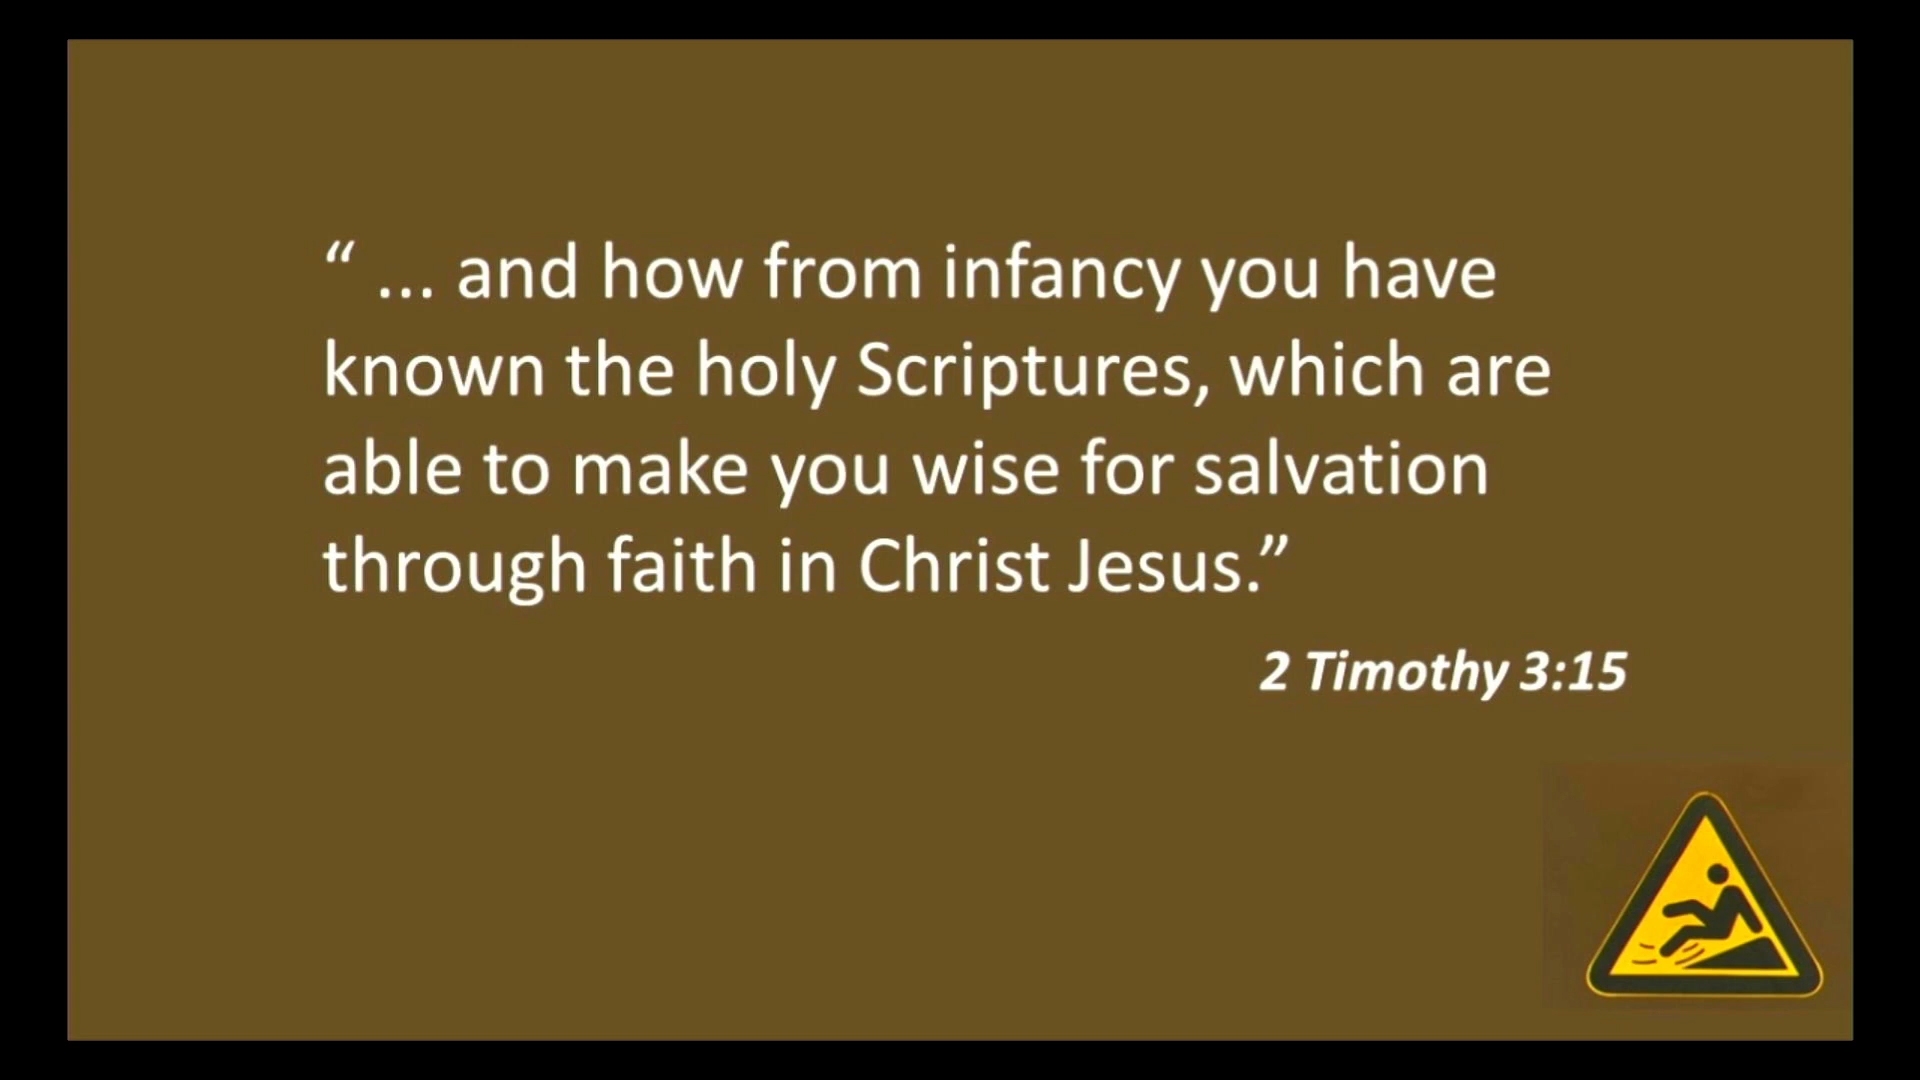 “ ... and how from infancy you have
known the holy Scriptures, which are
able to make you wise for salvation
through faith in Christ Jesus.”
2 Timothy 3:15